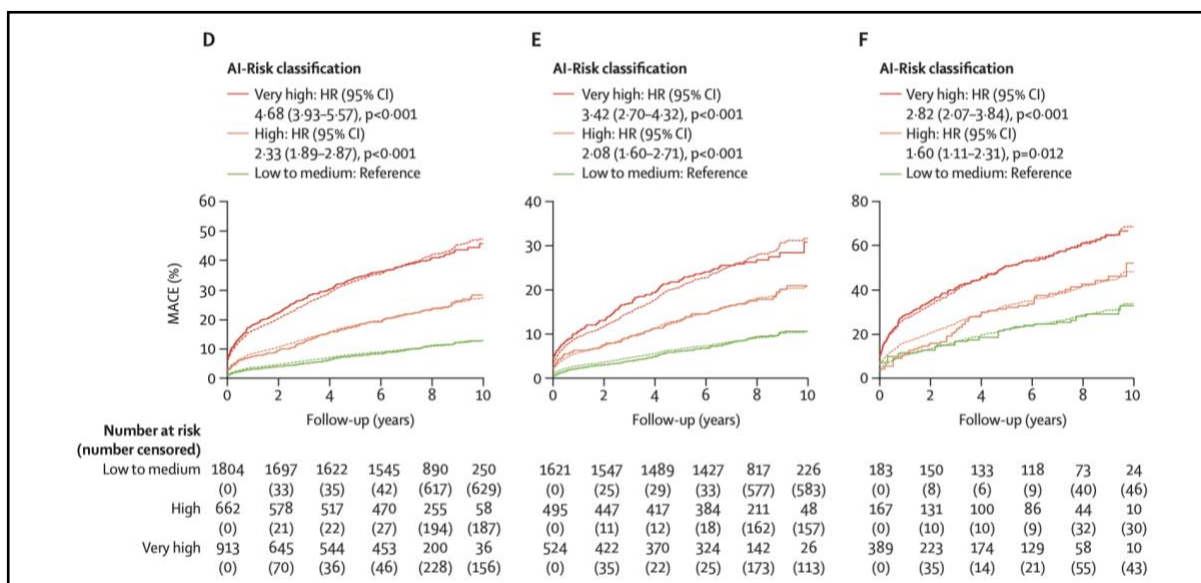 D
AI-Risk classification
Very high: HR (95% CI)
4·68 (3·93–5·57), p<0·001
High: HR (95% CI)
2·33 (1·89–2·87), p<0·001
Low to medium: Reference
E
AI-Risk classification
Very high: HR (95% CI)
3·42 (2·70–4·32), p<0·001
High: HR (95% CI)
2·08 (1·60–2·71), p<0·001
Low to medium: Reference
F
AI-Risk classification
Very high: HR (95% CI)
2·82 (2·07–3·84), p<0·001
High: HR (95% CI)
1·60 (1·11–2·31), p=0·012
Low to medium: Reference
MACE (%)
60
50
40
30
20
10
0
0 2 4 6 8 10
Follow-up (years)
40
30
20
10
0
0 2 4 6 8 10
Follow-up (years)
80
60
40
20
0
0 2 4 6 8 10
Follow-up (years)
Number at risk
(number censored)
Low to medium 1804 1697 1622 1545 890 250 1621 1547 1489 1427 817 226 183 150 133 118 73 24
(0) (33) (35) (42) (617) (629) (0) (25) (29) (33) (577) (583) (0) (8) (6) (9) (40) (46)
High 662 578 517 470 255 58 495 447 417 384 211 48 167 131 100 86 44 10
(0) (21) (22) (27) (194) (187) (0) (11) (12) (18) (162) (157) (0) (10) (10) (9) (32) (30)
Very high 913 645 544 453 200 36 524 422 370 324 142 26 389 223 174 129 58 10
(0) (70) (36) (46) (228) (156) (0) (35) (22) (25) (173) (113) (0) (35) (14) (21) (55) (43)